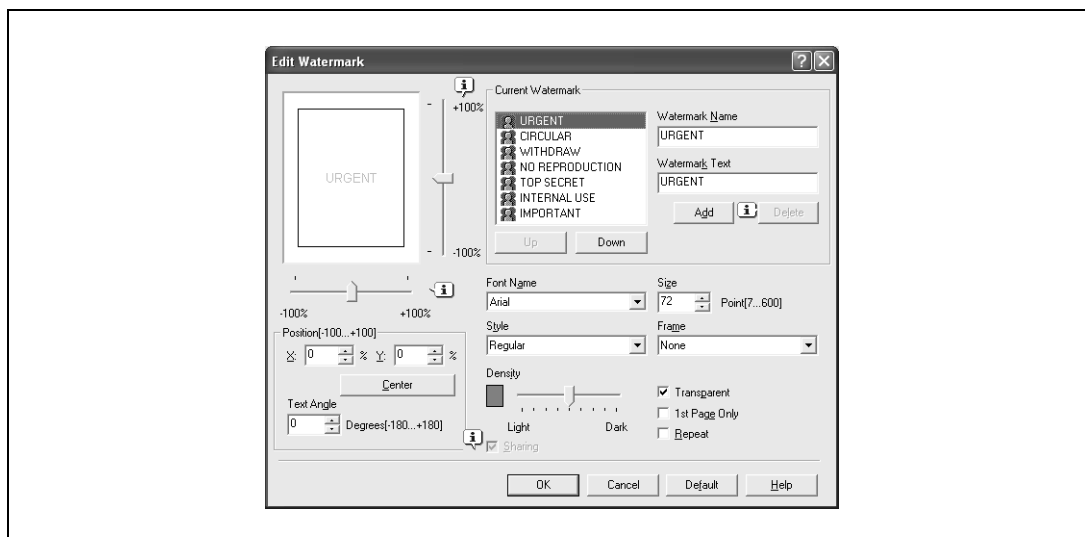 Edit Watermark
URGENT
+100%
-100%
-100% +100%
Position[-100...+100]
X: 0 % Y: 0 %
Center
Text Angle
0 Degrees[-180...+180]
Current Watermark
URGENT
CIRCULAR
WITHDRAW
NO REPRODUCTION
TOP SECRET
INTERNAL USE
IMPORTANT
Up Down
Watermark Name
URGENT
Watermark Text
URGENT
Add Delete
Font Name
Arial
Size
72 Point[7...600]
Style
Regular
Frame
None
Density
Light Dark
Sharing
Transparent
1st Page Only
Repeat
OK Cancel Default Help